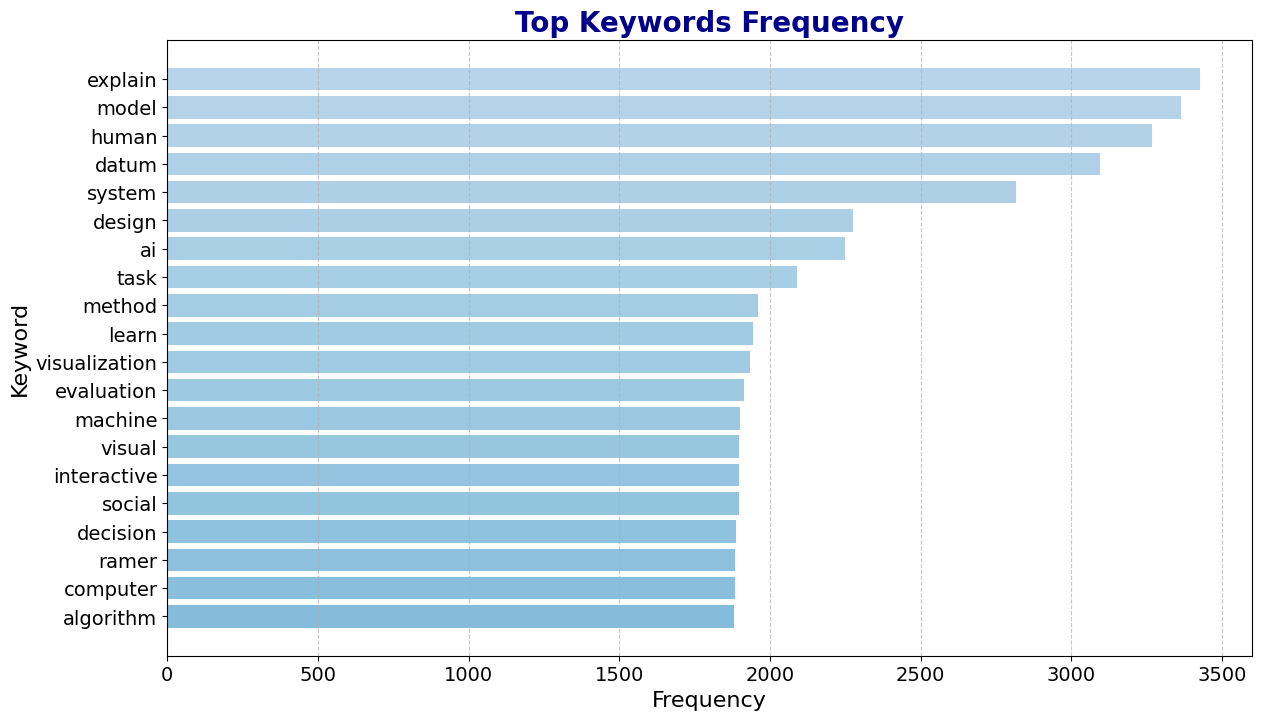 Top Keywords Frequency
Keyword
explain
model
human
datum
system
design
ai
task
method
learn
visualization
evaluation
machine
visual
interactive
social
decision
ramer
computer
algorithm
0 500 1000 1500 2000 2500 3000 3500
Frequency